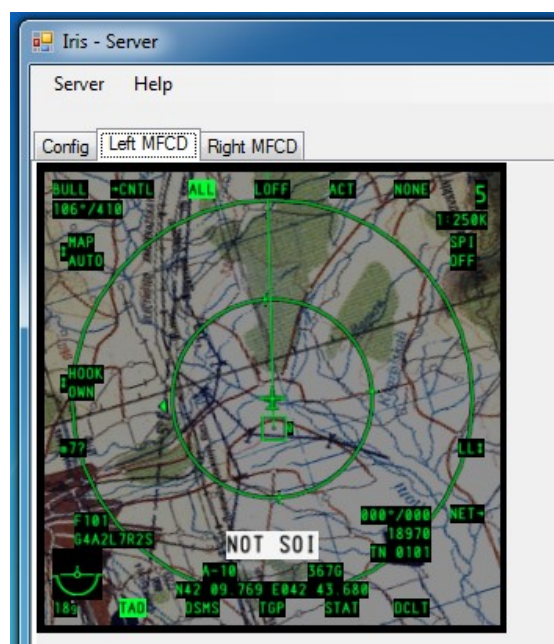 Iris - Server
Server Help
Config Left MFCD Right MFCD
BULL →CNTL ALL LOFF ACT NONE 5
106°/410 1:250K
↕MAP SPI
AUTO OFF
↕HOOK
OWN
7? LL↕
F101 000°/000 NET→
G4A2L7R2S 18970
NOT SOI TN 0101
A-10 367G
N42 09.769 E042 43.680
TAD DSMS TGP STAT DCLT